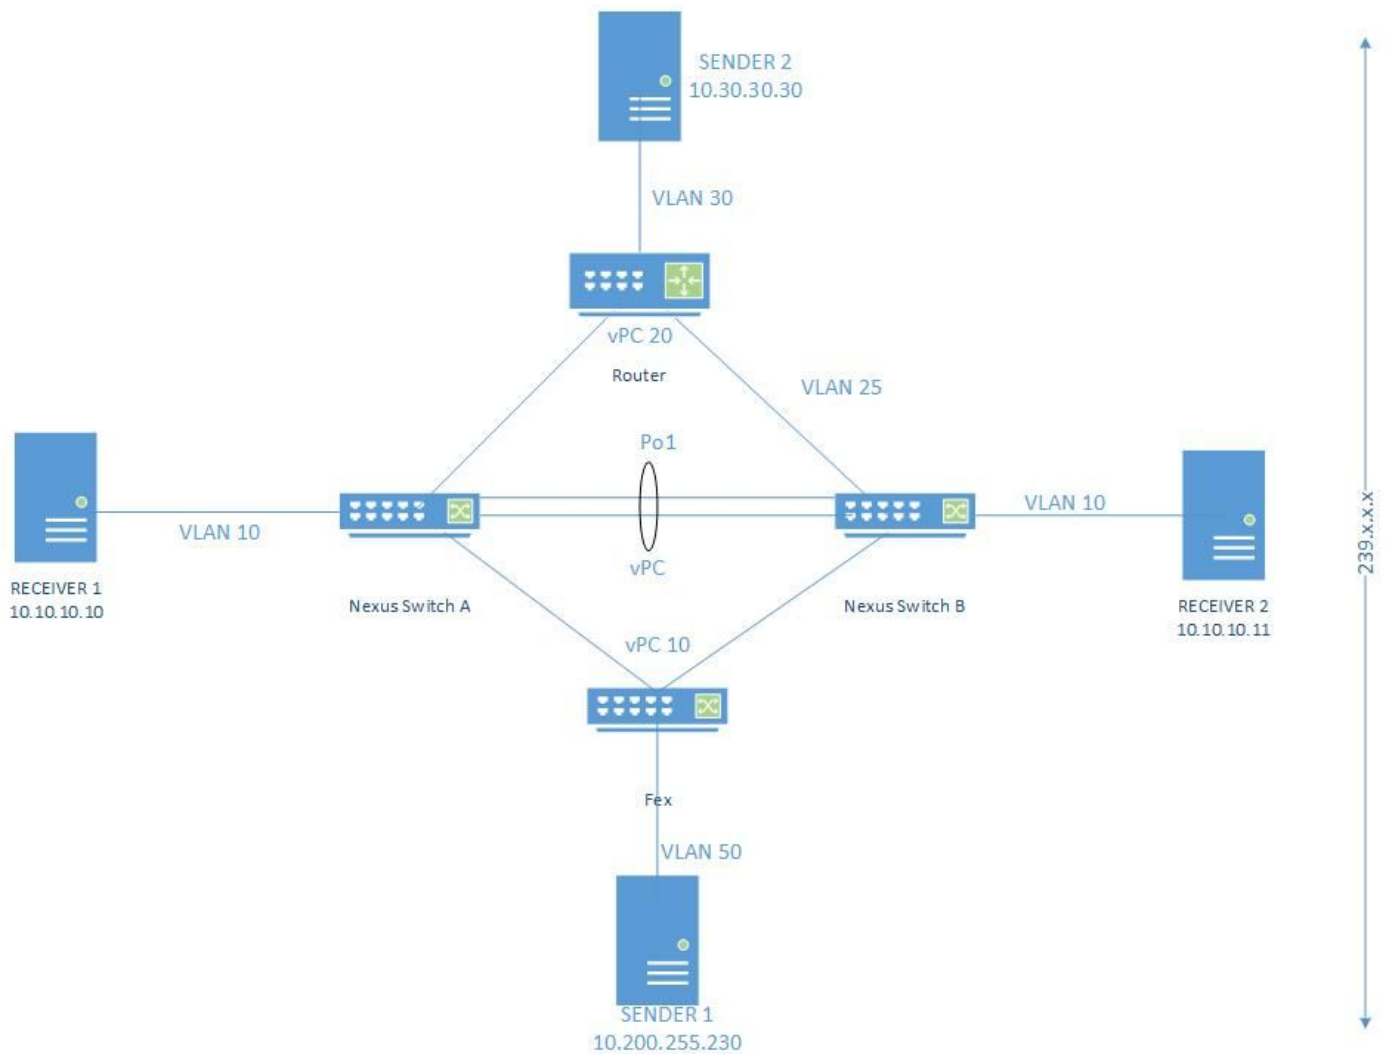 SENDER 2
10.30.30.30
VLAN 30
vPC 20
Router
VLAN 25
Po1
VLAN 10
VLAN 10
vPC
RECEIVER 1
10.10.10.10
Nexus Switch A
Nexus Switch B
RECEIVER 2
10.10.10.11
239.x.x.x
vPC 10
Fex
VLAN 50
SENDER 1
10.200.255.230